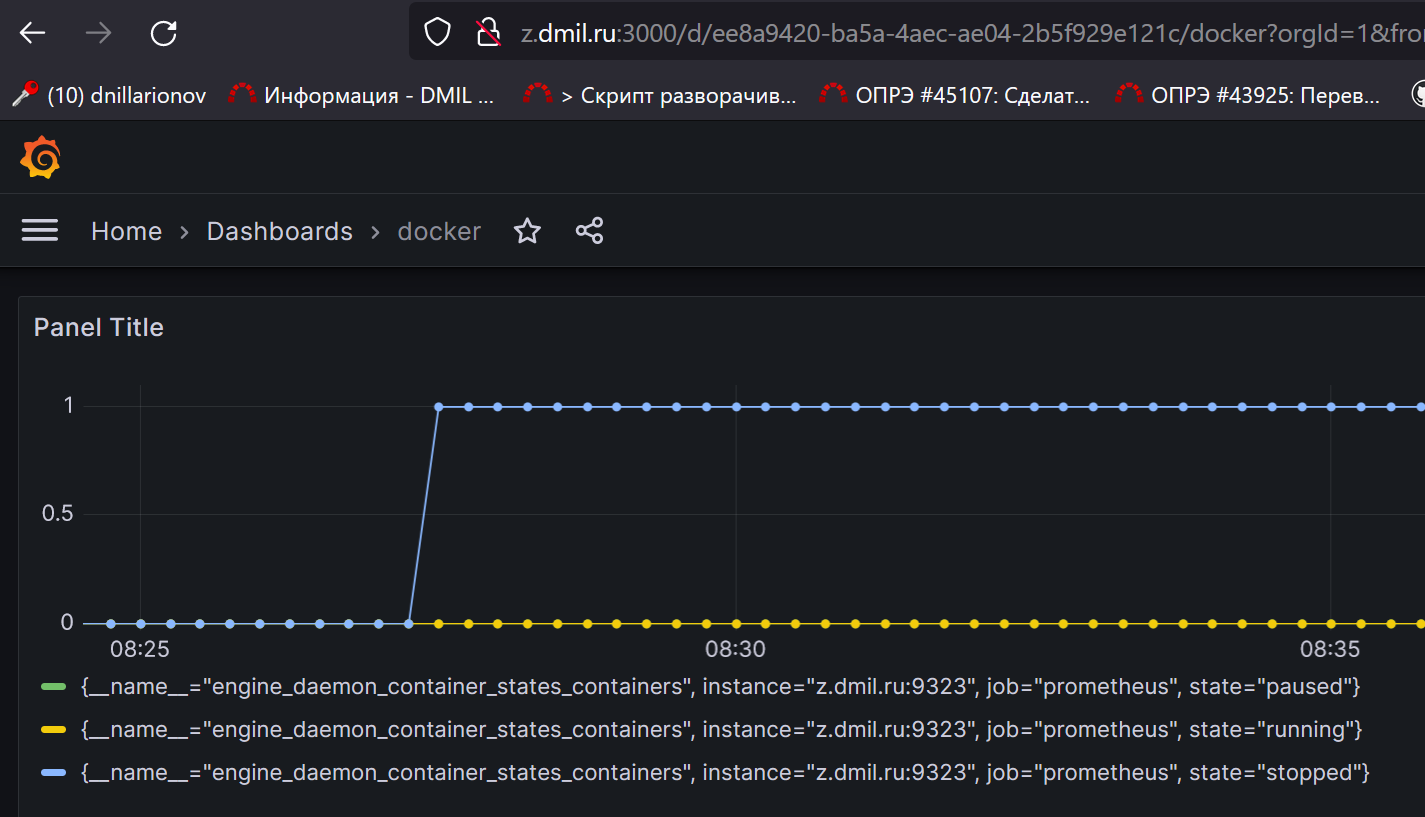 z.dmil.ru:3000/d/ee8a9420-ba5a-4aec-ae04-2b5f929e121c/docker?orgId=1&fro
(10) dnillarionov Информация - DMIL ... > Скрипт разворачив... ОПРЭ #45107: Сделат... ОПРЭ #43925: Перев...
Home > Dashboards > docker
Panel Title
1
0.5
0
08:25 08:30 08:35
{__name__="engine_daemon_container_states_containers", instance="z.dmil.ru:9323", job="prometheus", state="paused"}
{__name__="engine_daemon_container_states_containers", instance="z.dmil.ru:9323", job="prometheus", state="running"}
{__name__="engine_daemon_container_states_containers", instance="z.dmil.ru:9323", job="prometheus", state="stopped"}